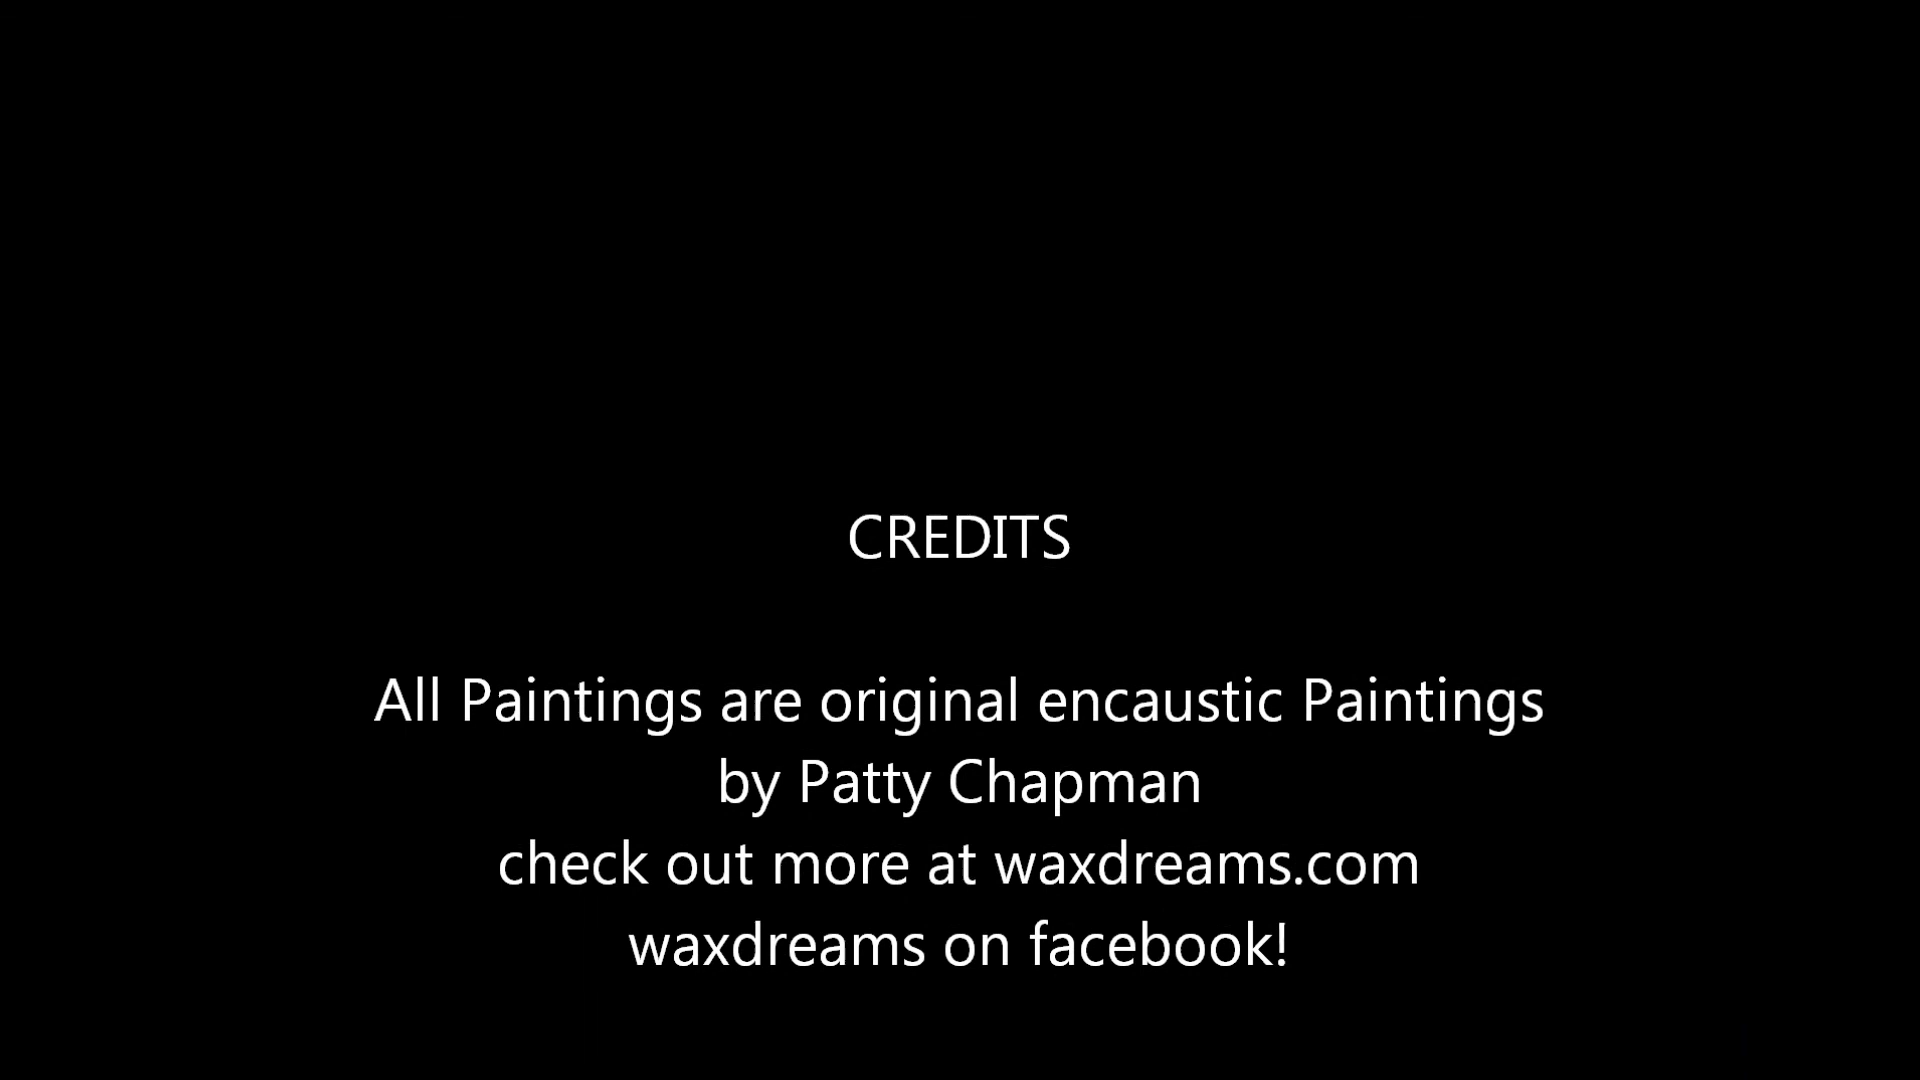 CREDITS
All Paintings are original encaustic Paintings
by Patty Chapman
check out more at waxdreams.com
waxdreams on facebook!